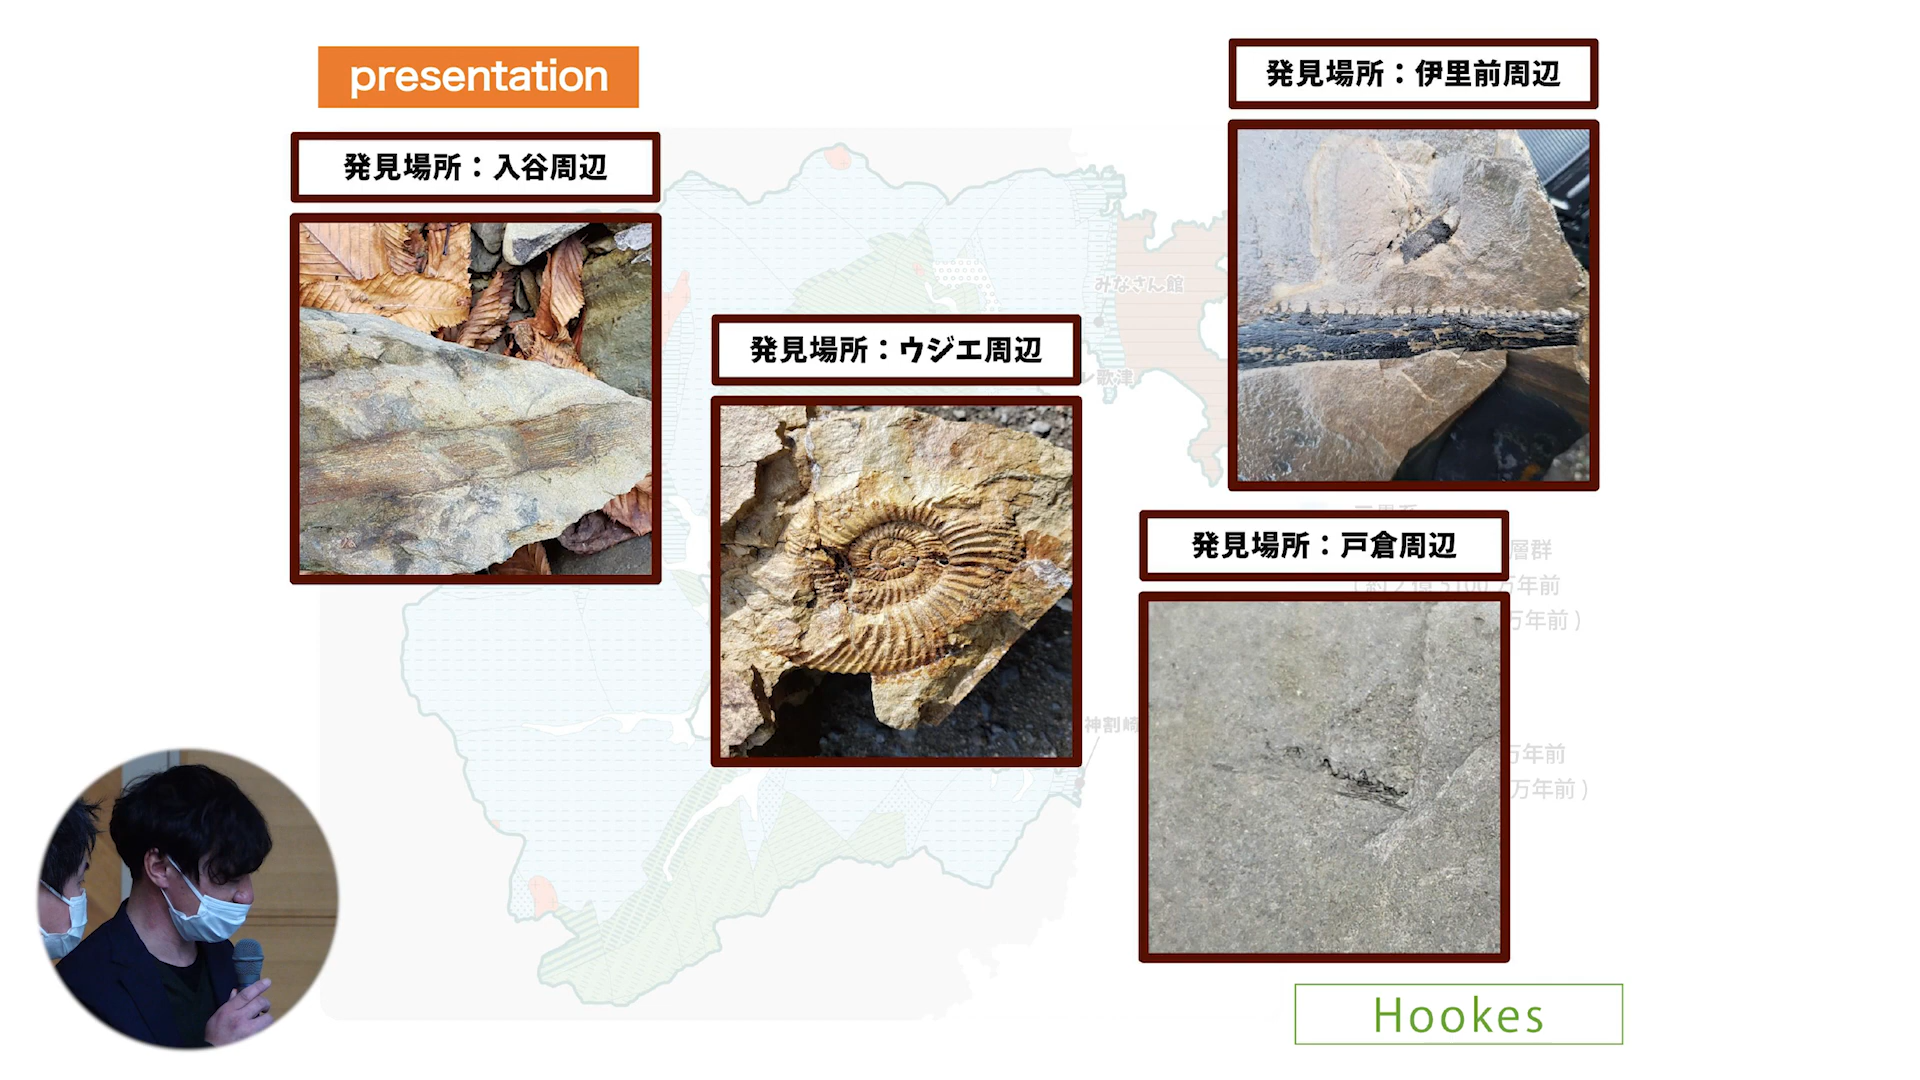 presentation
発見場所：伊里前周辺
発見場所：入谷周辺
みなさん館
発見場所：ウジエ周辺
歌津
発見場所：戸倉周辺
層群
万年前
万年前）
神割崎
万年前
万年前）
Hookes